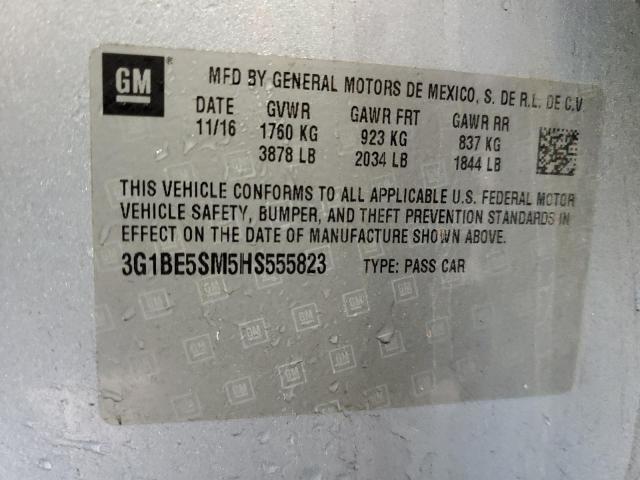 GM
MFD BY GENERAL MOTORS DE MEXICO, S. DE R.L. DE C.V
DATE GVWR GAWR FRT GAWR RR
11/16 1760 KG 923 KG 837 KG
3878 LB 2034 LB 1844 LB
THIS VEHICLE CONFORMS TO ALL APPLICABLE U.S. FEDERAL MOTOR
VEHICLE SAFETY, BUMPER, AND THEFT PREVENTION STANDARDS IN
EFFECT ON THE DATE OF MANUFACTURE SHOWN ABOVE.
3G1BE5SM5HS555823 TYPE: PASS CAR